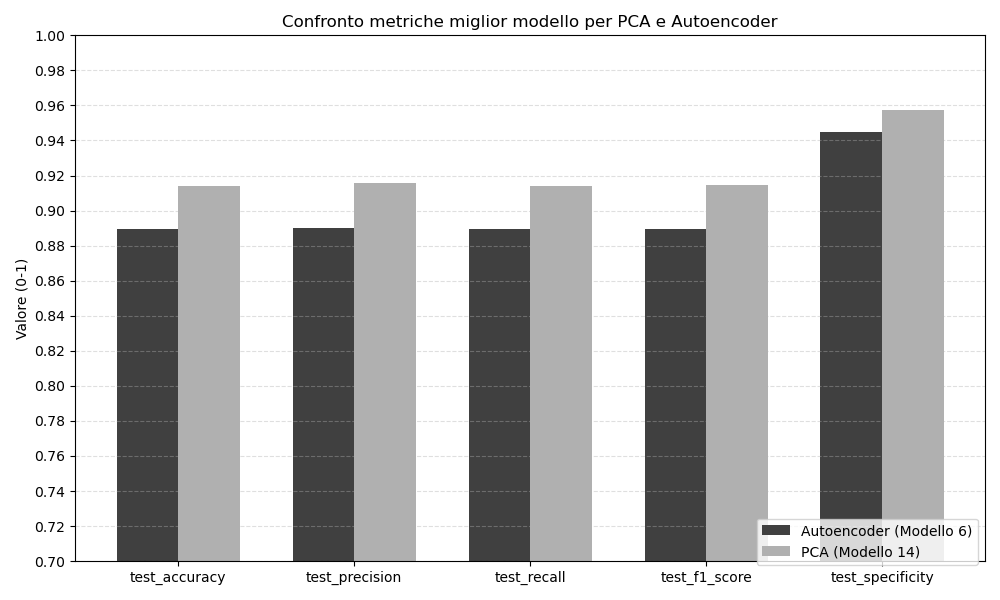 Confronto metriche miglior modello per PCA e Autoencoder
Valore (0-1)
1.00
0.98
0.96
0.94
0.92
0.90
0.88
0.86
0.84
0.82
0.80
0.78
0.76
0.74
0.72
0.70
test_accuracy
test_precision
test_recall
test_f1_score
test_specificity
Autoencoder (Modello 6)
PCA (Modello 14)